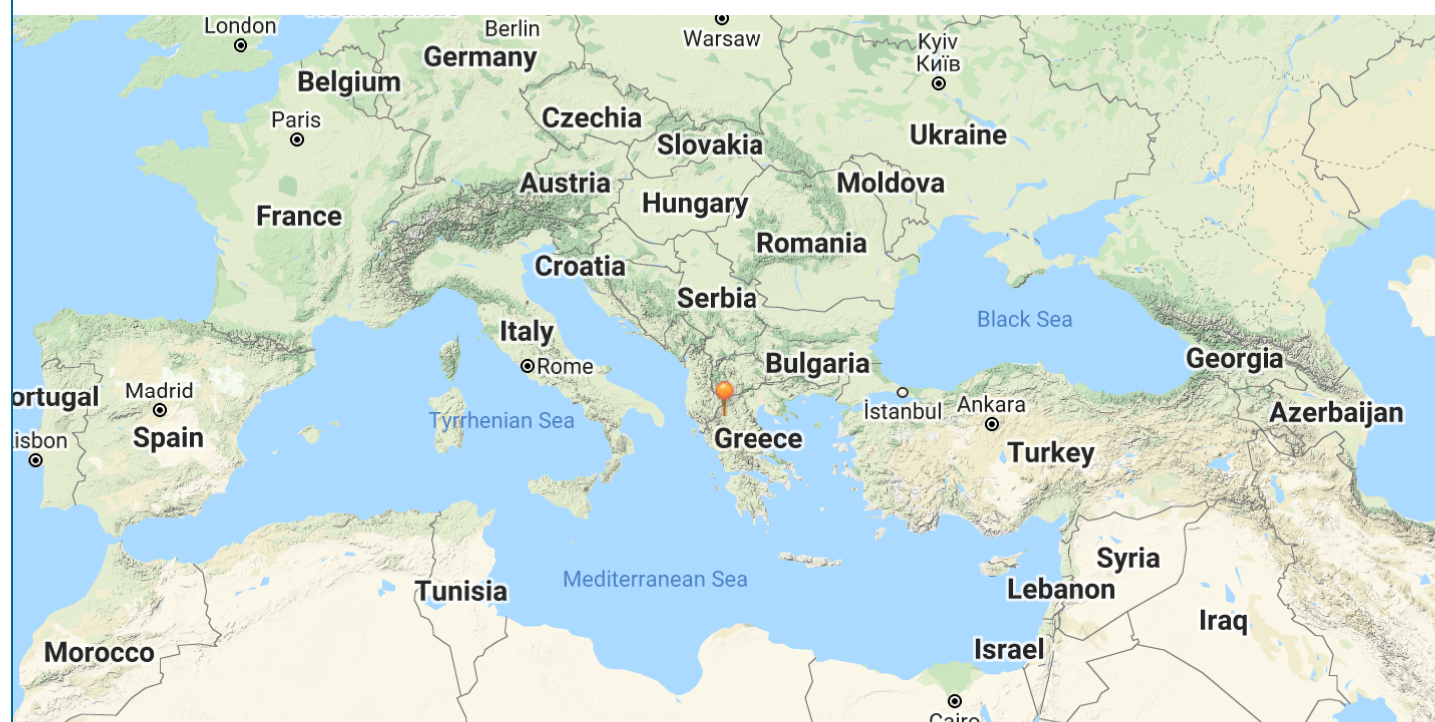 London
Berlin
Warsaw
Germany
Kyiv
Київ
Belgium
Paris
Czechia
Slovakia
Ukraine
Austria
Moldova
Hungary
France
Romania
Croatia
Serbia
Black Sea
Italy
Georgia
Bulgaria
Rome
Madrid
ortugal
İstanbul
Ankara
Azerbaijan
Tyrrhenian Sea
Spain
isbon
Greece
Turkey
Syria
Mediterranean Sea
Tunisia
Lebanon
Iraq
Israel
Morocco
Cairo